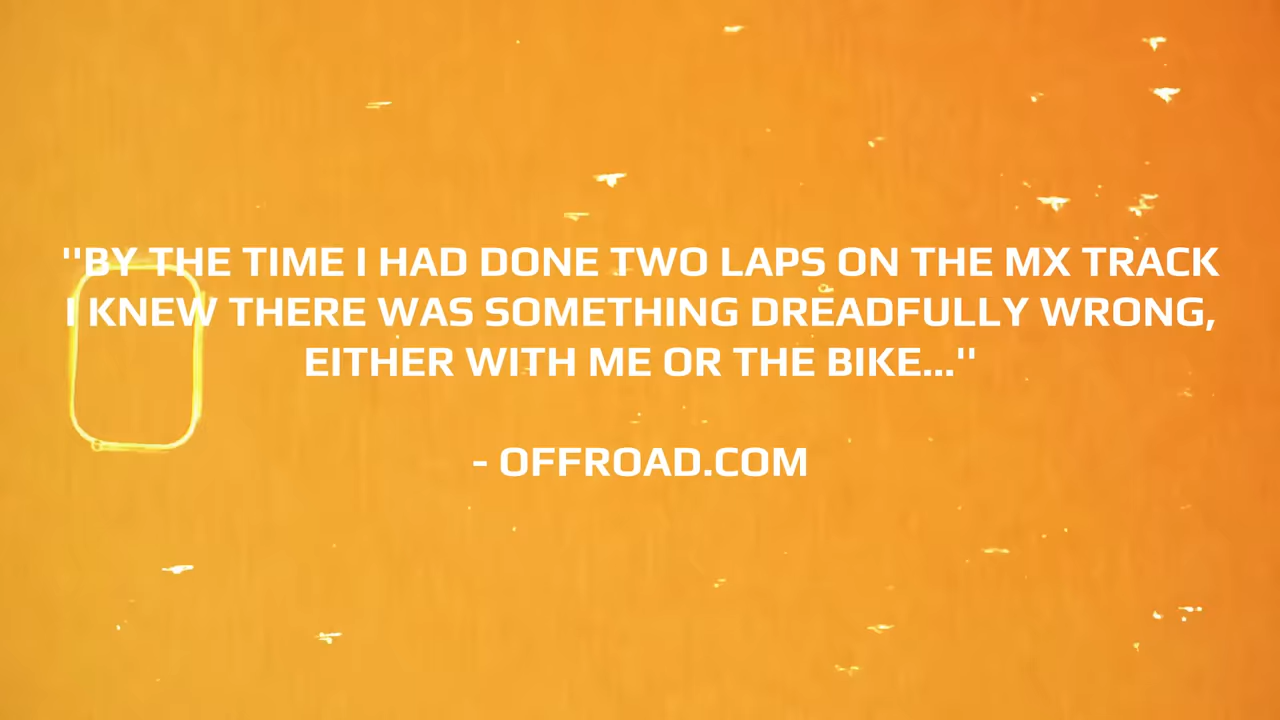 "BY THE TIME I HAD DONE TWO LAPS ON THE MX TRACK
I KNEW THERE WAS SOMETHING DREADFULLY WRONG,
EITHER WITH ME OR THE BIKE..."
- OFFROAD.COM